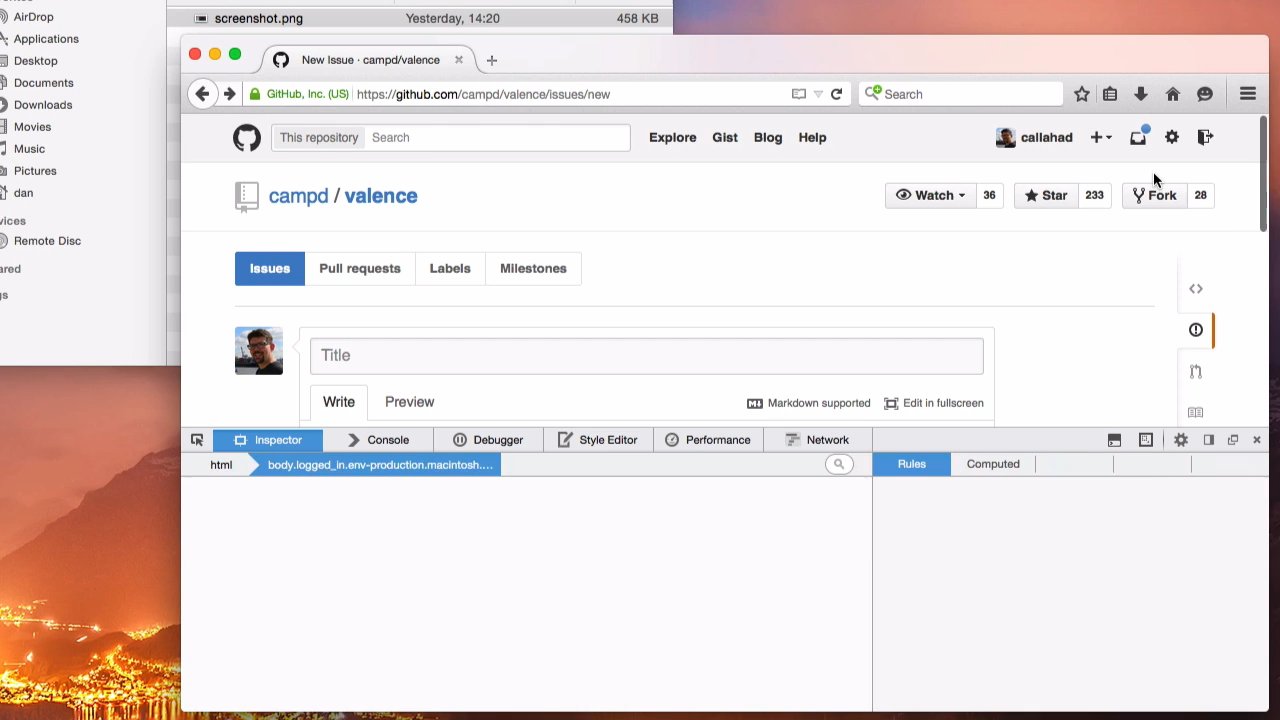 AirDrop
Applications
Desktop
Documents
Downloads
Movies
Music
Pictures
dan
vices
Remote Disc
ared
gs
screenshot.png Yesterday, 14:20 458 KB
New Issue · campd/valence
GitHub, Inc. (US) https://github.com/campd/valence/issues/new Search
This repository Search Explore Gist Blog Help callahad
campd / valence Watch 36 Star 233 Fork 28
Issues Pull requests Labels Milestones
Title
Write Preview Markdown supported Edit in fullscreen
Inspector Console Debugger Style Editor Performance Network
html body.logged_in.env-production.macintosh.... Rules Computed